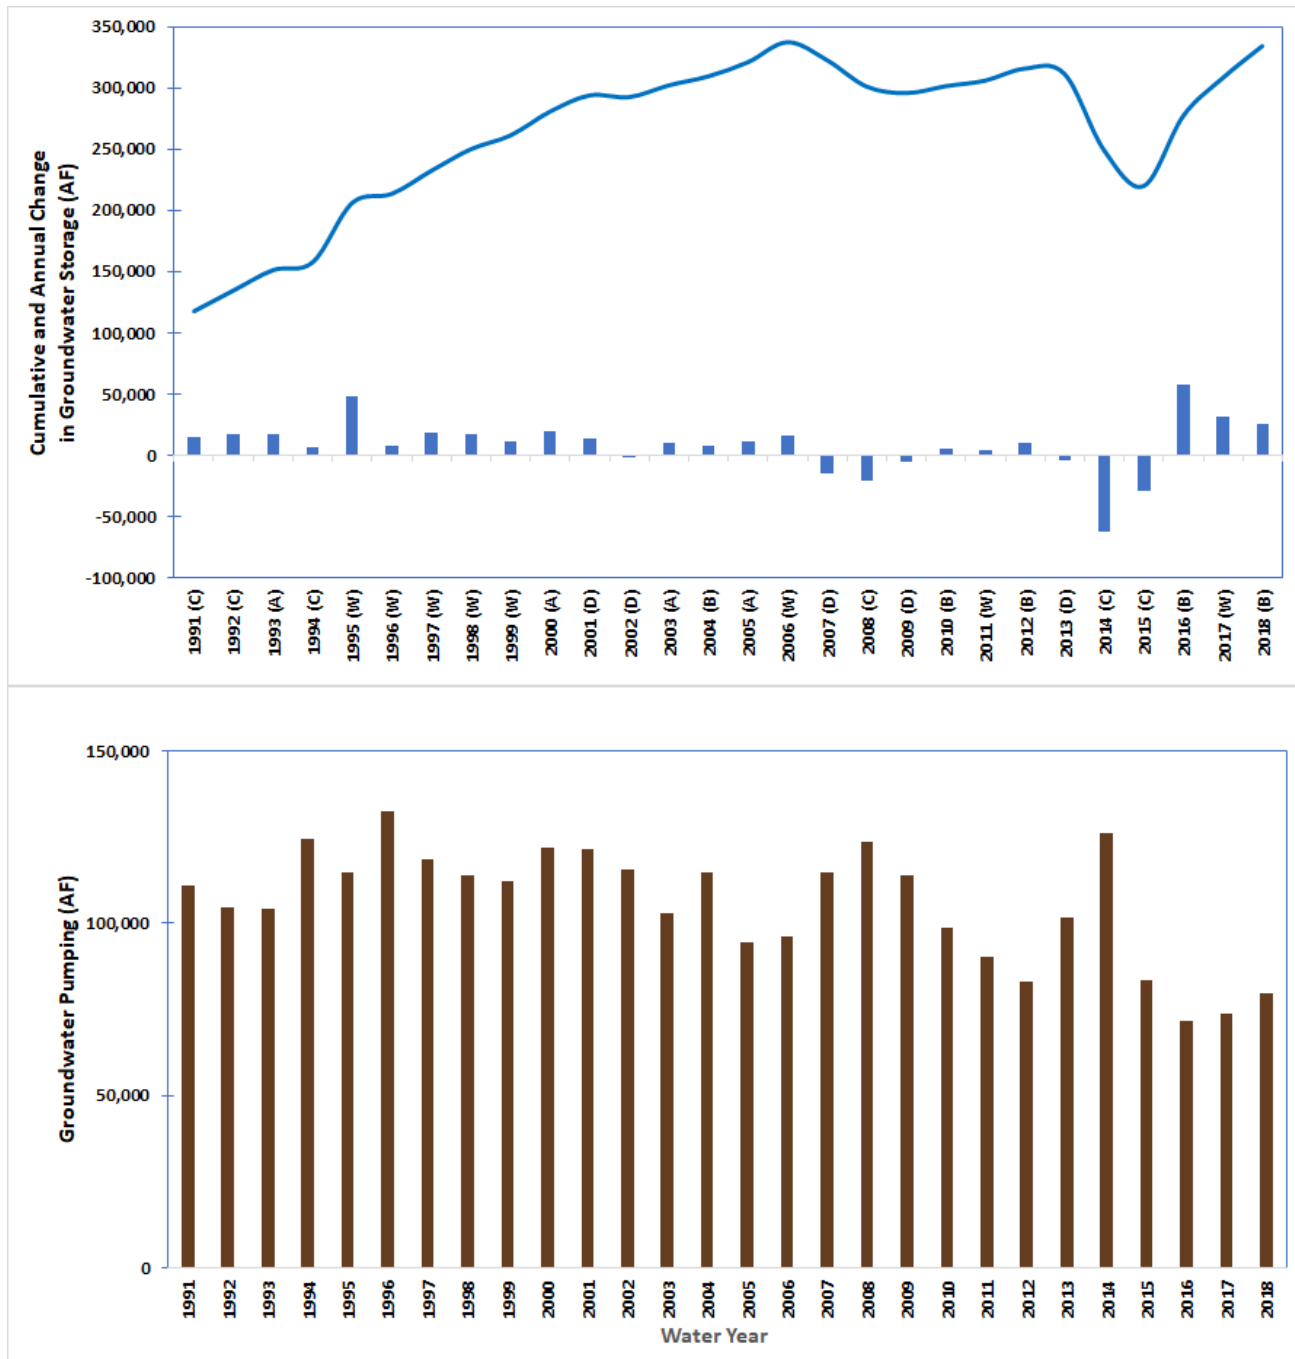 350,000
300,000
250,000
200,000
150,000
100,000
50,000
0
-50,000
-100,000
Cumulative and Annual Change
in Groundwater Storage (AF)
1991 (C)
1992 (C)
1993 (A)
1994 (C)
1995 (W)
1996 (W)
1997 (W)
1998 (W)
1999 (W)
2000 (A)
2001 (D)
2002 (D)
2003 (A)
2004 (B)
2005 (A)
2006 (W)
2007 (D)
2008 (C)
2009 (D)
2010 (B)
2011 (W)
2012 (B)
2013 (D)
2014 (C)
2015 (C)
2016 (B)
2017 (W)
2018 (B)
150,000
100,000
50,000
0
Groundwater Pumping (AF)
1991
1992
1993
1994
1995
1996
1997
1998
1999
2000
2001
2002
2003
2004
2005
2006
2007
2008
2009
2010
2011
2012
2013
2014
2015
2016
2017
2018
Water Year